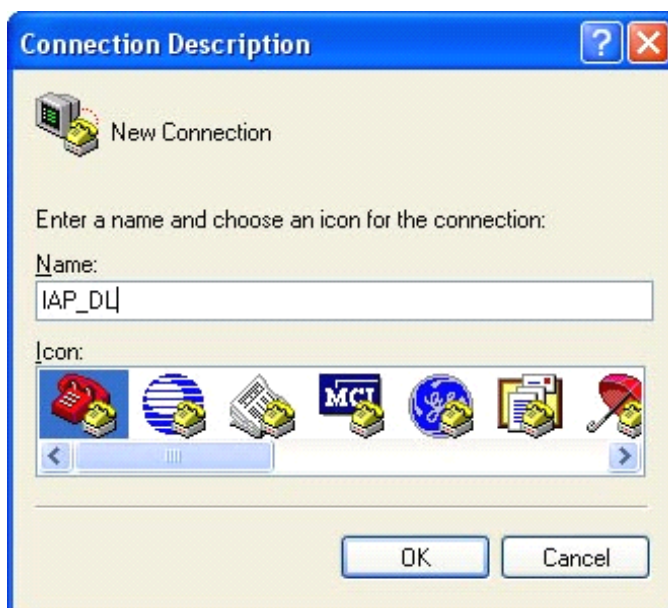 Connection Description
New Connection
Enter a name and choose an icon for the connection:
Name:
IAP_DL
Icon:
MCI
OK
Cancel